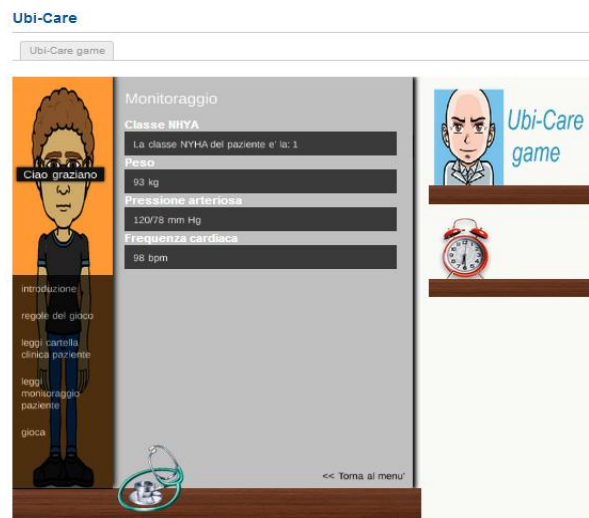 Ubi-Care
Ubi-Care game
Ciao graziano
introduzione
regole del gioco
leggi cartella
clinica paziente
leggi
monitoraggio
paziente
gioca
Monitoraggio
Classe NHYA
La classe NYHA del paziente e' la: 1
Peso
93 kg
Pressione arteriosa
120/78 mm Hg
Frequenza cardiaca
98 bpm
<< Torna al menu'
Ubi-Care
game